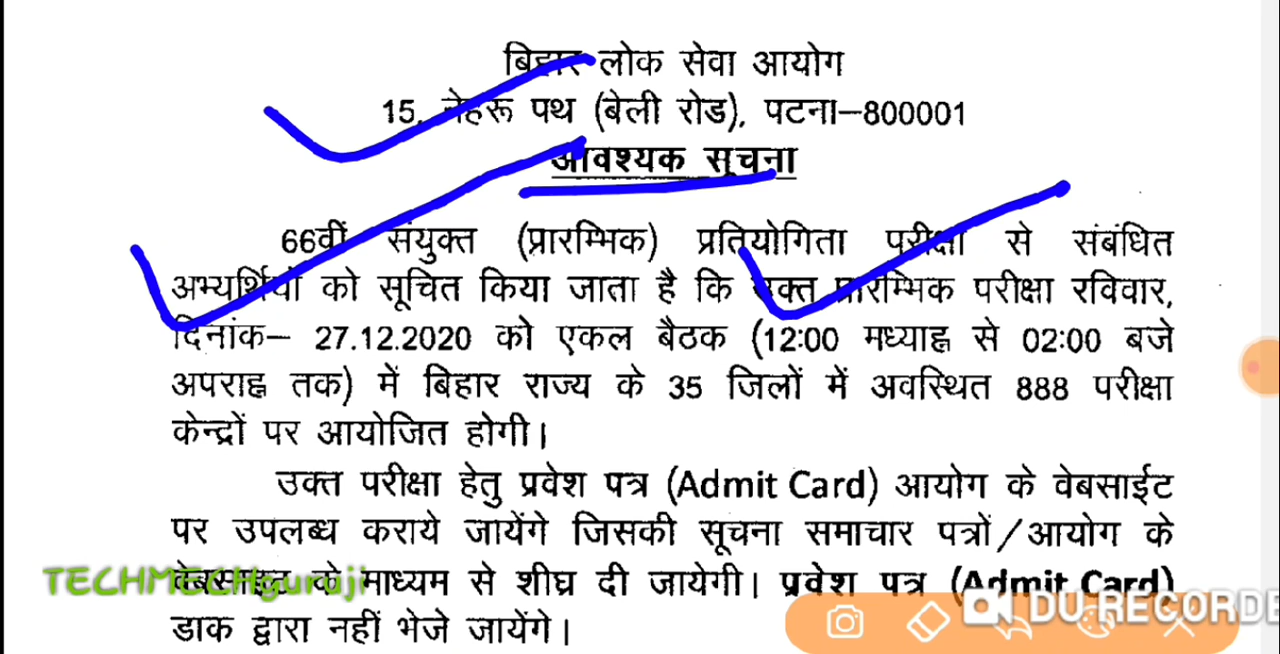 बिहार लोक सेवा आयोग
15, नेहरू पथ (बेली रोड), पटना–800001
आवश्यक सूचना
66वीं संयुक्त (प्रारम्भिक) प्रतियोगिता परीक्षा से संबंधित
अभ्यर्थियों को सूचित किया जाता है कि उक्त प्रारम्भिक परीक्षा रविवार,
दिनांक– 27.12.2020 को एकल बैठक (12:00 मध्याह्न से 02:00 बजे
अपराह्न तक) में बिहार राज्य के 35 जिलों में अवस्थित 888 परीक्षा
केन्द्रों पर आयोजित होगी।
उक्त परीक्षा हेतु प्रवेश पत्र (Admit Card) आयोग के वेबसाईट
पर उपलब्ध कराये जायेंगे जिसकी सूचना समाचार पत्रों/आयोग के
वेबसाइट के माध्यम से शीघ्र दी जायेगी। प्रवेश पत्र (Admit Card)
TECHMECHguruji
डाक द्वारा नहीं भेजे जायेंगे।
DU RECORDE